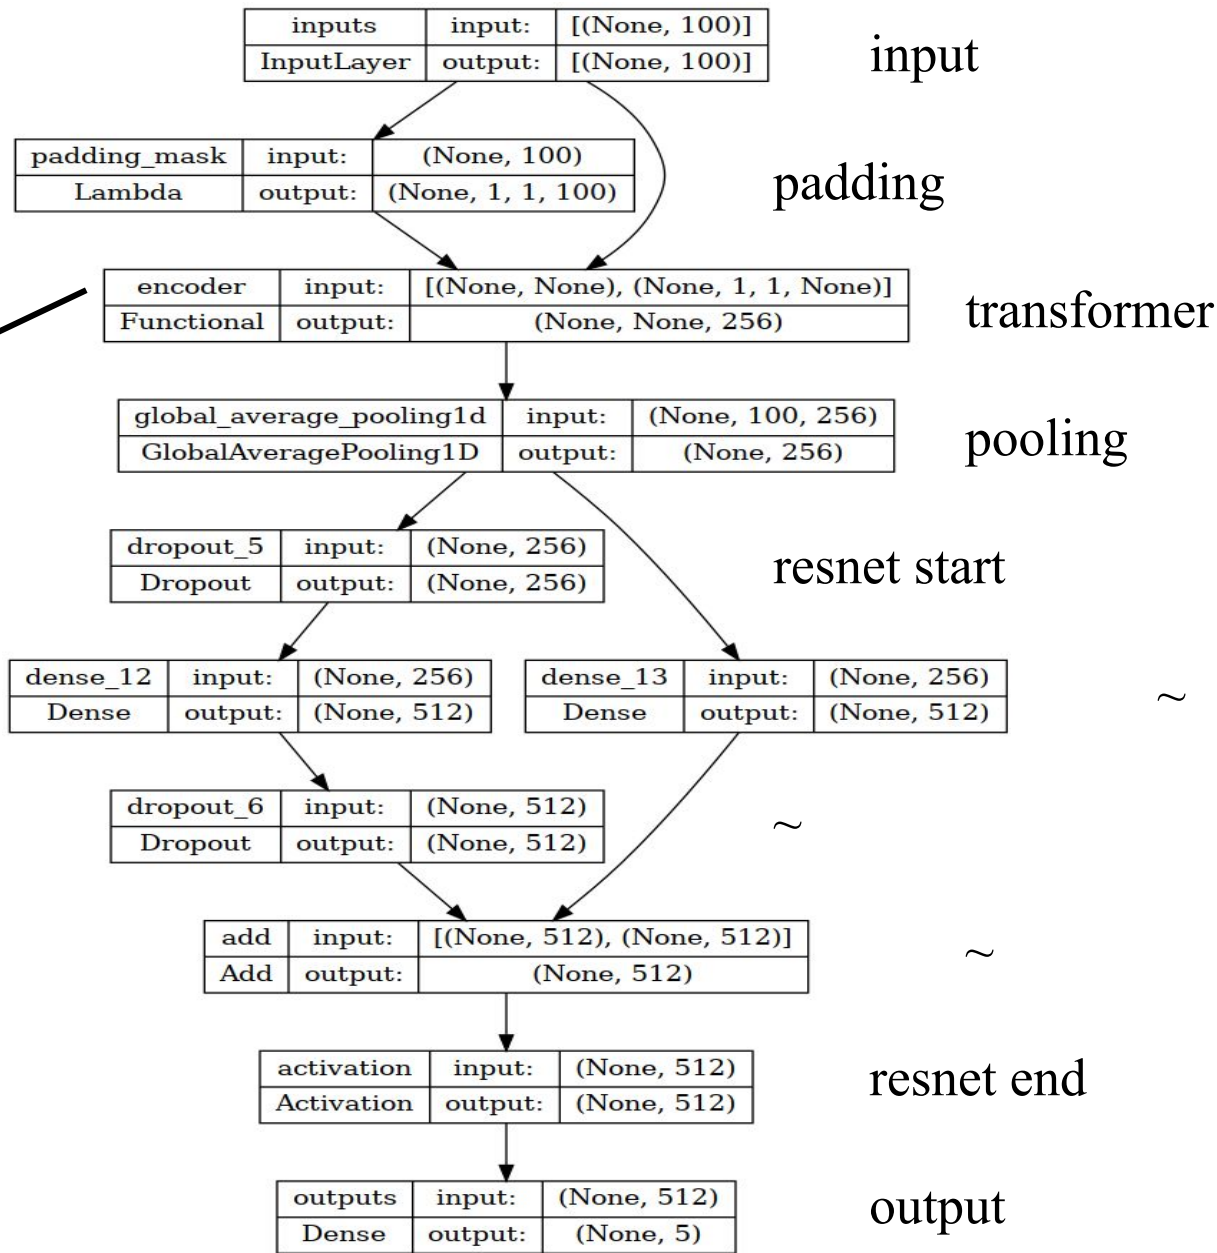 inputs input: [(None, 100)]
InputLayer output: [(None, 100)]
input
padding_mask input: (None, 100)
Lambda output: (None, 1, 1, 100)
padding
encoder input: [(None, None), (None, 1, 1, None)]
Functional output: (None, None, 256)
transformer
global_average_pooling1d input: (None, 100, 256)
GlobalAveragePooling1D output: (None, 256)
pooling
dropout_5 input: (None, 256)
Dropout output: (None, 256)
resnet start
dense_12 input: (None, 256)
Dense output: (None, 512)
dense_13 input: (None, 256)
Dense output: (None, 512)
~
dropout_6 input: (None, 512)
Dropout output: (None, 512)
~
add input: [(None, 512), (None, 512)]
Add output: (None, 512)
~
activation input: (None, 512)
Activation output: (None, 512)
resnet end
outputs input: (None, 512)
Dense output: (None, 5)
output